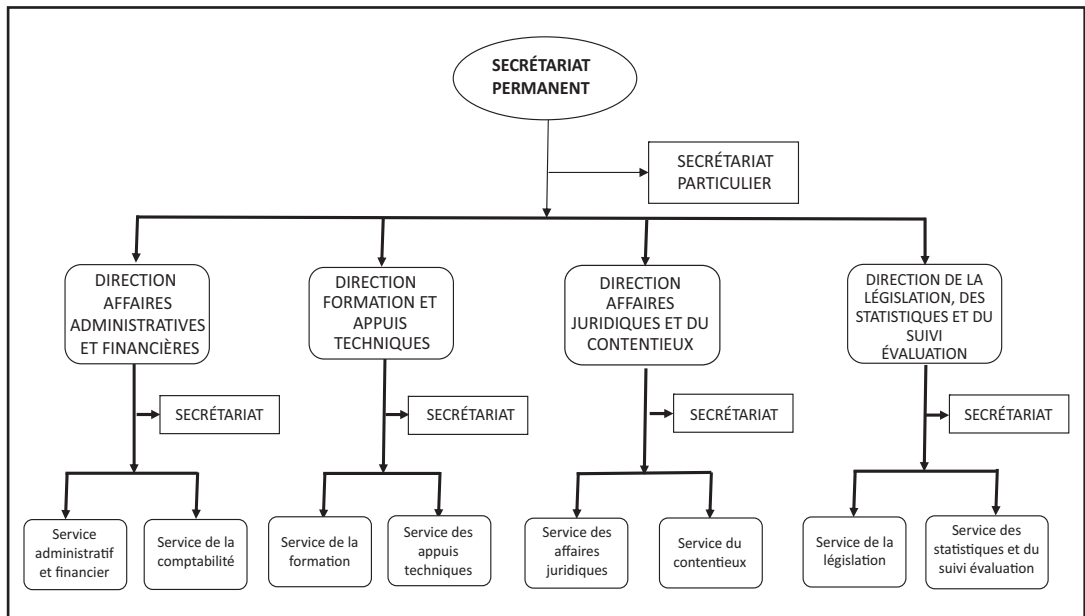 SECRÉTARIAT
PERMANENT
SECRÉTARIAT
PARTICULIER
DIRECTION
AFFAIRES
ADMINISTRATIVES
ET FINANCIÈRES
DIRECTION
FORMATION ET
APPUIS
TECHNIQUES
DIRECTION
AFFAIRES
JURIDIQUES ET DU
CONTENTIEUX
DIRECTION DE LA
LÉGISLATION, DES
STATISTIQUES ET DU
SUIVI
ÉVALUATION
SECRÉTARIAT
SECRÉTARIAT
SECRÉTARIAT
SECRÉTARIAT
Service
administratif
et financier
Service de la
comptabilité
Service de la
formation
Service des
appuis
techniques
Service des
affaires
juridiques
Service du
contentieux
Service de la
législation
Service des
statistiques et du
suivi évaluation